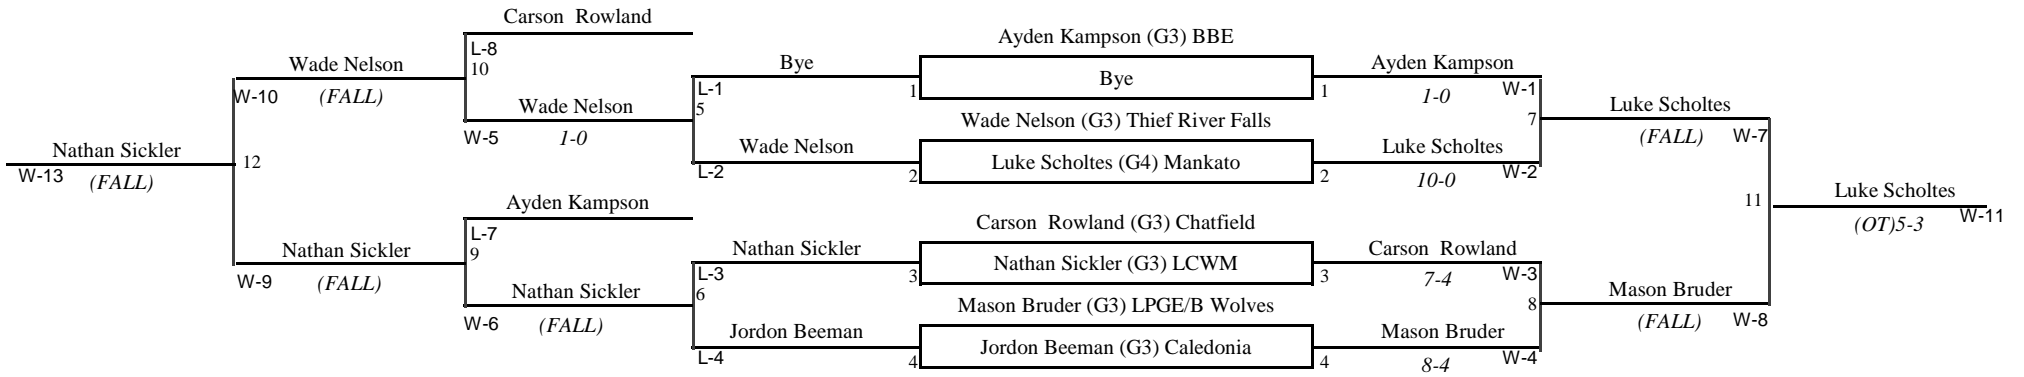 Carson  Rowland
L-8
10
Wade Nelson
W-10
(FALL)
Wade Nelson
W-5
1-0
Nathan Sickler
W-13
(FALL)
12
Ayden Kampson
L-7
9
Nathan Sickler
W-9
(FALL)
Nathan Sickler
W-6
(FALL)
Bye
L-1
1
5
Wade Nelson
L-2
2
Nathan Sickler
L-3
3
6
Jordon Beeman
L-4
4
Ayden Kampson (G3) BBE
Bye
Wade Nelson (G3) Thief River Falls
Luke Scholtes (G4) Mankato
Carson  Rowland (G3) Chatfield
Nathan Sickler (G3) LCWM
Mason Bruder (G3) LPGE/B Wolves
Jordon Beeman (G3) Caledonia
Ayden Kampson
1
1-0
W-1
7
Luke Scholtes
2
10-0
W-2
Carson  Rowland
3
7-4
W-3
8
Mason Bruder
4
8-4
W-4
Luke Scholtes
(FALL)
W-7
11
Mason Bruder
(FALL)
W-8
Luke Scholtes
(OT)5-3
W-11